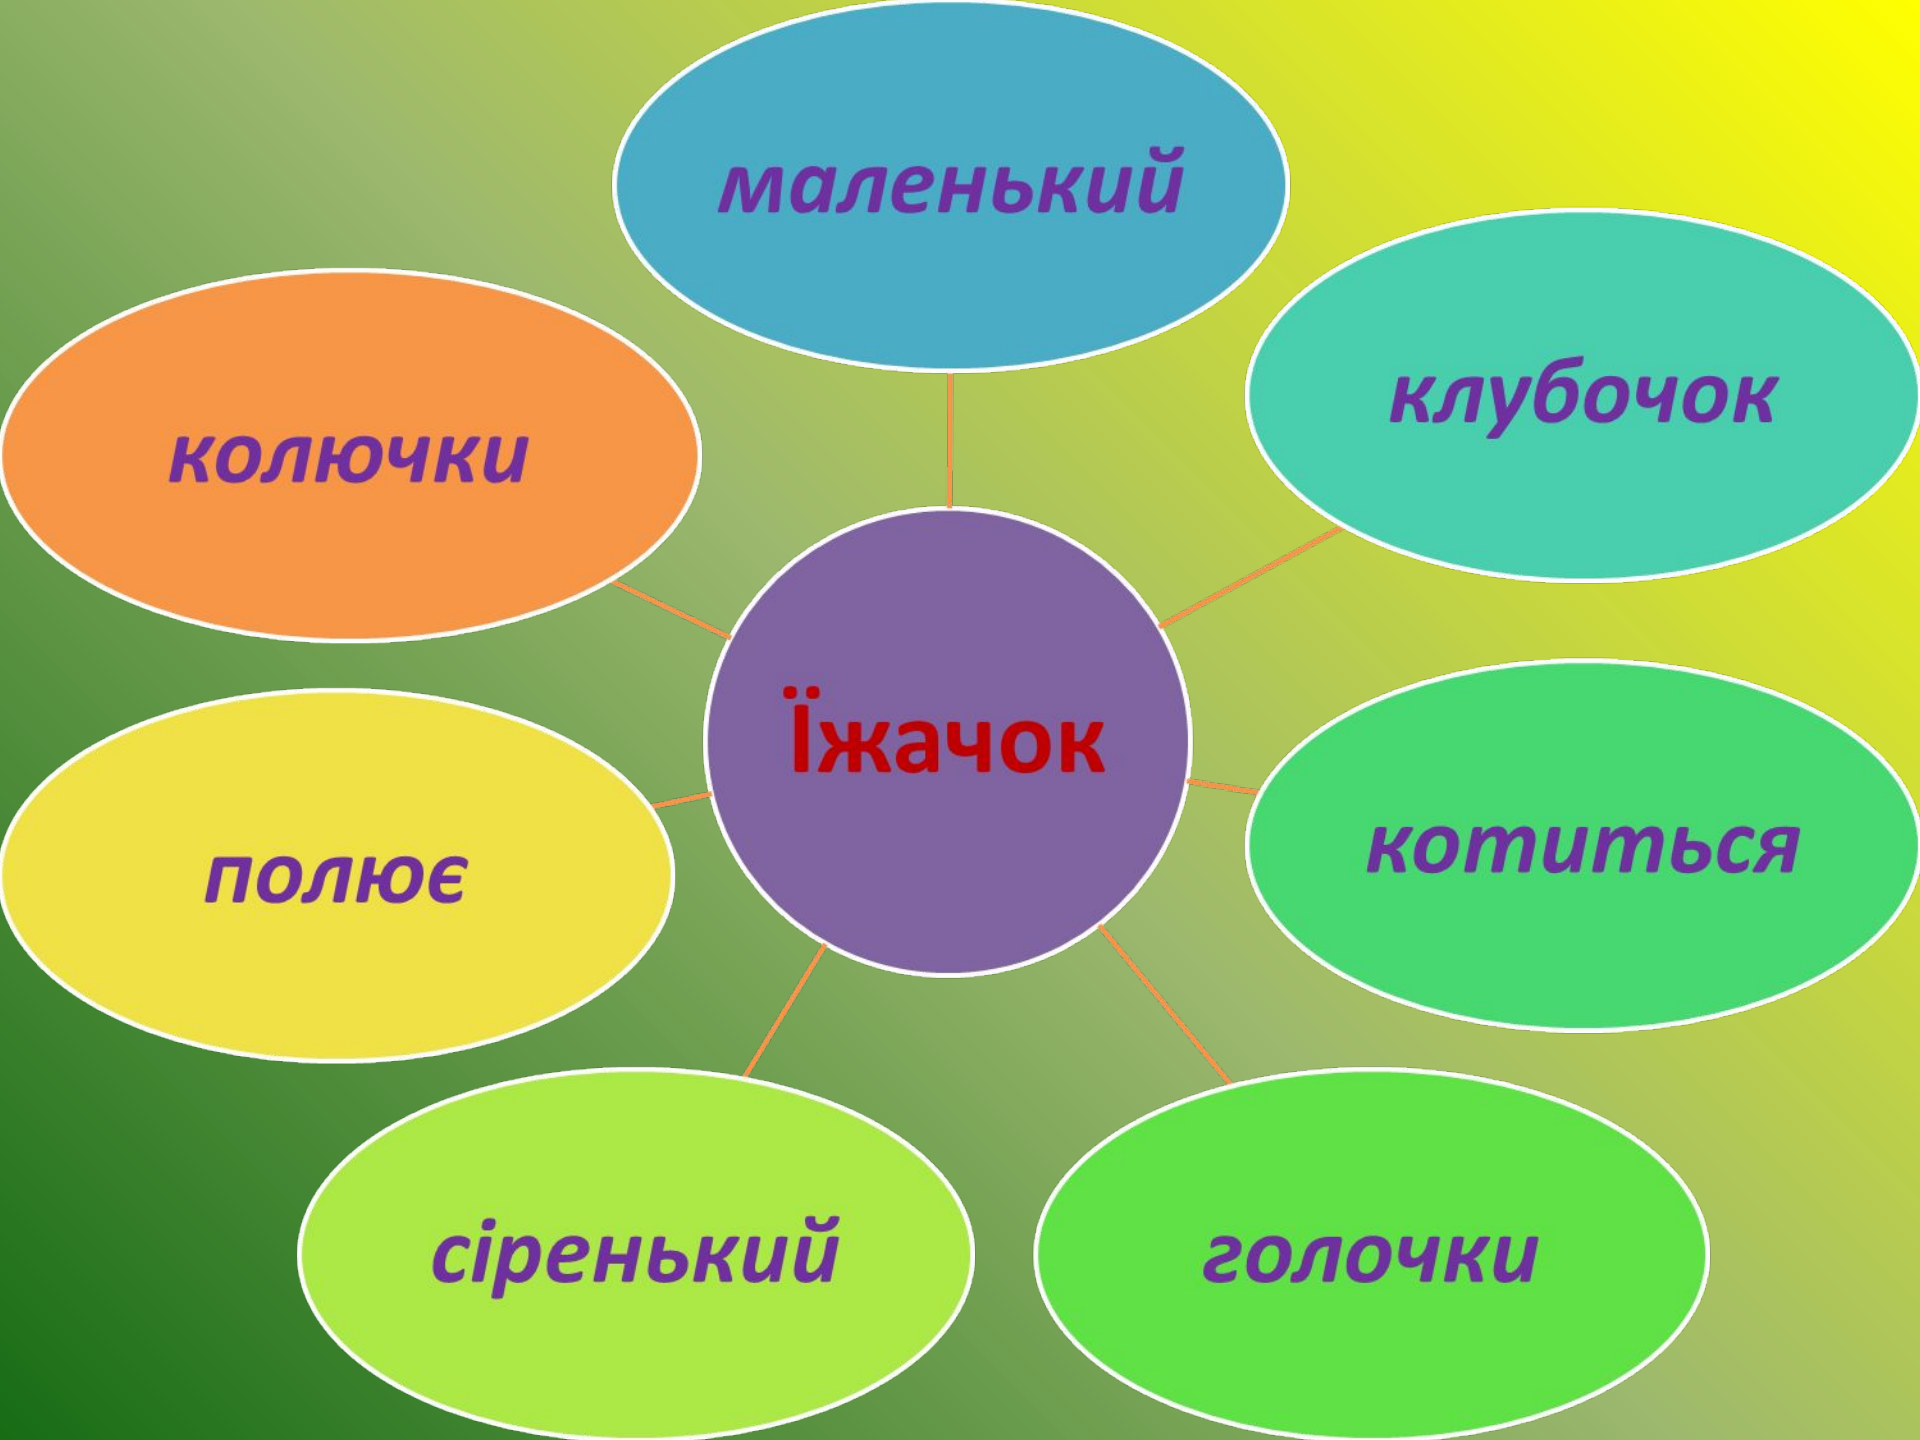 маленький
клубочок
колючки
Їжачок
котиться
полює
сіренький
голочки